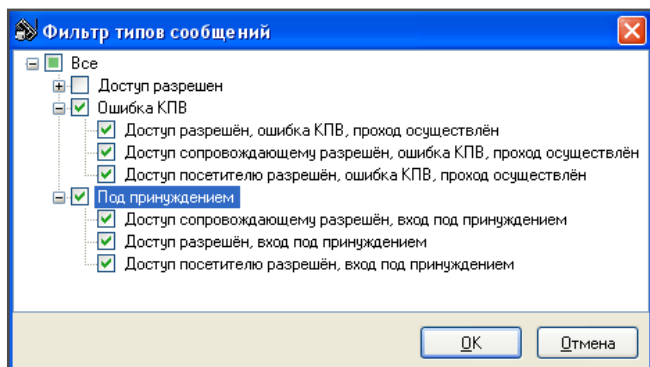 Фильтр типов сообщений
Все
Доступ разрешен
Ошибка КПВ
Доступ разрешён, ошибка КПВ, проход осуществлён
Доступ сопровождающему разрешён, ошибка КПВ, проход осуществлён
Доступ посетителю разрешён, ошибка КПВ, проход осуществлён
Под принуждением
Доступ сопровождающему разрешён, вход под принуждением
Доступ разрешён, вход под принуждением
Доступ посетителю разрешён, вход под принуждением
OK Отмена